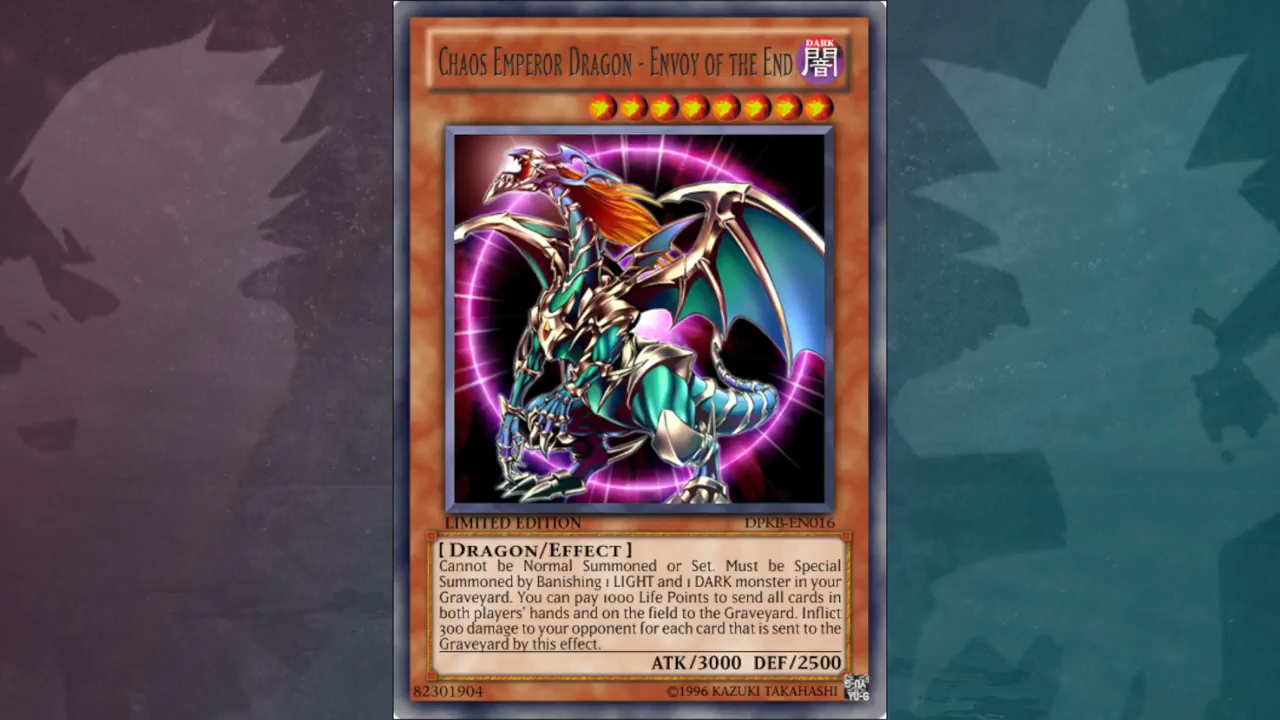 Chaos Emperor Dragon - Envoy of the End
DARK
闇
LIMITED EDITION
DPKB-EN016
[ Dragon/Effect ]
Cannot be Normal Summoned or Set. Must be Special
Summoned by Banishing 1 LIGHT and 1 DARK monster in your
Graveyard. You can pay 1000 Life Points to send all cards in
both players' hands and on the field to the Graveyard. Inflict
300 damage to your opponent for each card that is sent to the
Graveyard by this effect.
ATK/3000 DEF/2500
82301904
©1996 KAZUKI TAKAHASHI